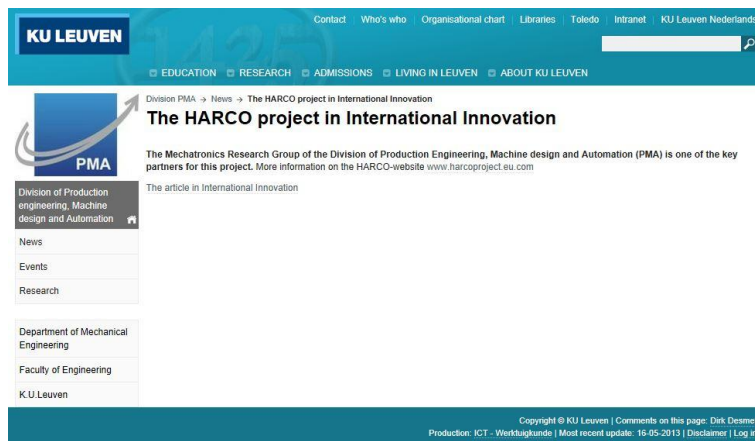 KU LEUVEN
1425
Contact Who's who Organisational chart Libraries Toledo Intranet KU Leuven Nederlands
EDUCATION RESEARCH ADMISSIONS LIVING IN LEUVEN ABOUT KU LEUVEN
PMA
Division of Production
engineering, Machine
design and Automation
News
Events
Research
Department of Mechanical
Engineering
Faculty of Engineering
K.U.Leuven
Division PMA → News → The HARCO project in International Innovation
The HARCO project in International Innovation
The Mechatronics Research Group of the Division of Production Engineering, Machine design and Automation (PMA) is one of the key
partners for this project. More information on the HARCO-website www.harcoproject.eu.com
The article in International Innovation
Copyright © KU Leuven | Comments on this page: Dirk Desme
Production: ICT - Werktuigkunde | Most recent update: 16-05-2013 | Disclaimer | Log i